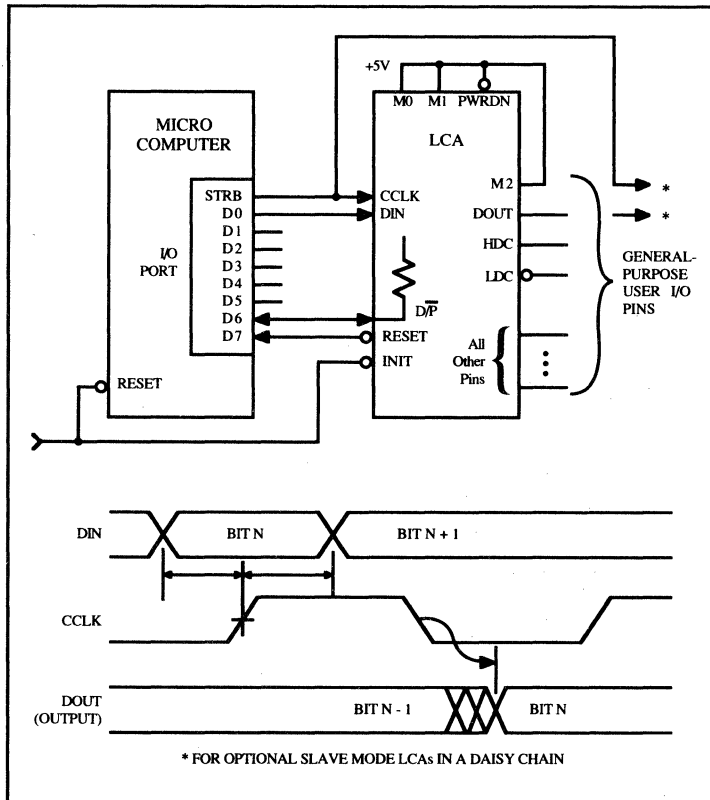 +5V
M0 M1 PWRDN
MICRO
COMPUTER
LCA
STRB
D0
D1
D2
D3
D4
D5
D6
D7
I/O
PORT
RESET
CCLK
DIN
D/P
RESET
INIT
M2
DOUT
HDC
LDC
All
Other
Pins
*
*
GENERAL-
PURPOSE
USER I/O
PINS
DIN
BIT N
BIT N + 1
CCLK
DOUT
(OUTPUT)
BIT N - 1
BIT N
* FOR OPTIONAL SLAVE MODE LCAs IN A DAISY CHAIN